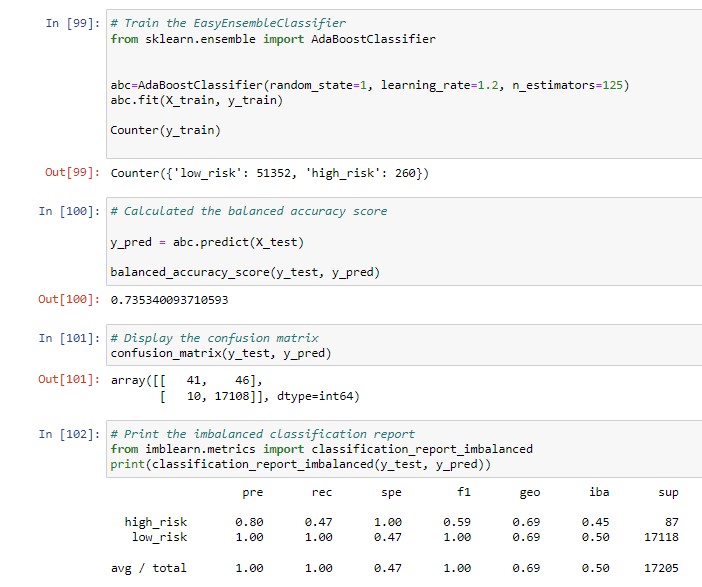 In [99]: # Train the EasyEnsembleClassifier
from sklearn.ensemble import AdaBoostClassifier
abc=AdaBoostClassifier(random_state=1, learning_rate=1.2, n_estimators=125)
abc.fit(X_train, y_train)
Counter(y_train)
Out[99]: Counter({'low_risk': 51352, 'high_risk': 260})
In [100]: # Calculated the balanced accuracy score
y_pred = abc.predict(X_test)
balanced_accuracy_score(y_test, y_pred)
Out[100]: 0.735340093710593
In [101]: # Display the confusion matrix
confusion_matrix(y_test, y_pred)
Out[101]: array([[   41,    46],
[   10, 17108]], dtype=int64)
In [102]: # Print the imbalanced classification report
from imblearn.metrics import classification_report_imbalanced
print(classification_report_imbalanced(y_test, y_pred))
pre rec spe f1 geo iba sup
high_risk 0.80 0.47 1.00 0.59 0.69 0.45 87
low_risk 1.00 1.00 0.47 1.00 0.69 0.50 17118
avg / total 1.00 1.00 0.47 1.00 0.69 0.50 17205